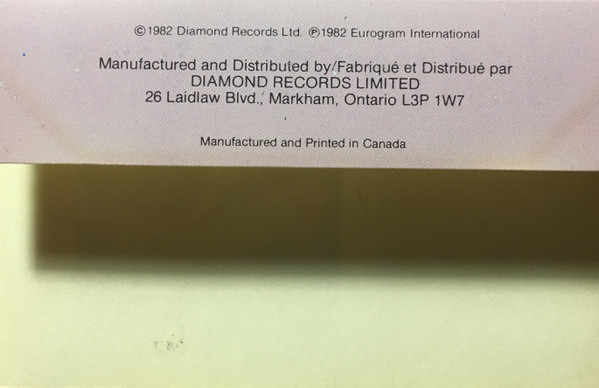 ©1982 Diamond Records Ltd. ℗1982 Eurogram International
Manufactured and Distributed by/Fabriqué et Distribué par
DIAMOND RECORDS LIMITED
26 Laidlaw Blvd., Markham, Ontario L3P 1W7
Manufactured and Printed in Canada